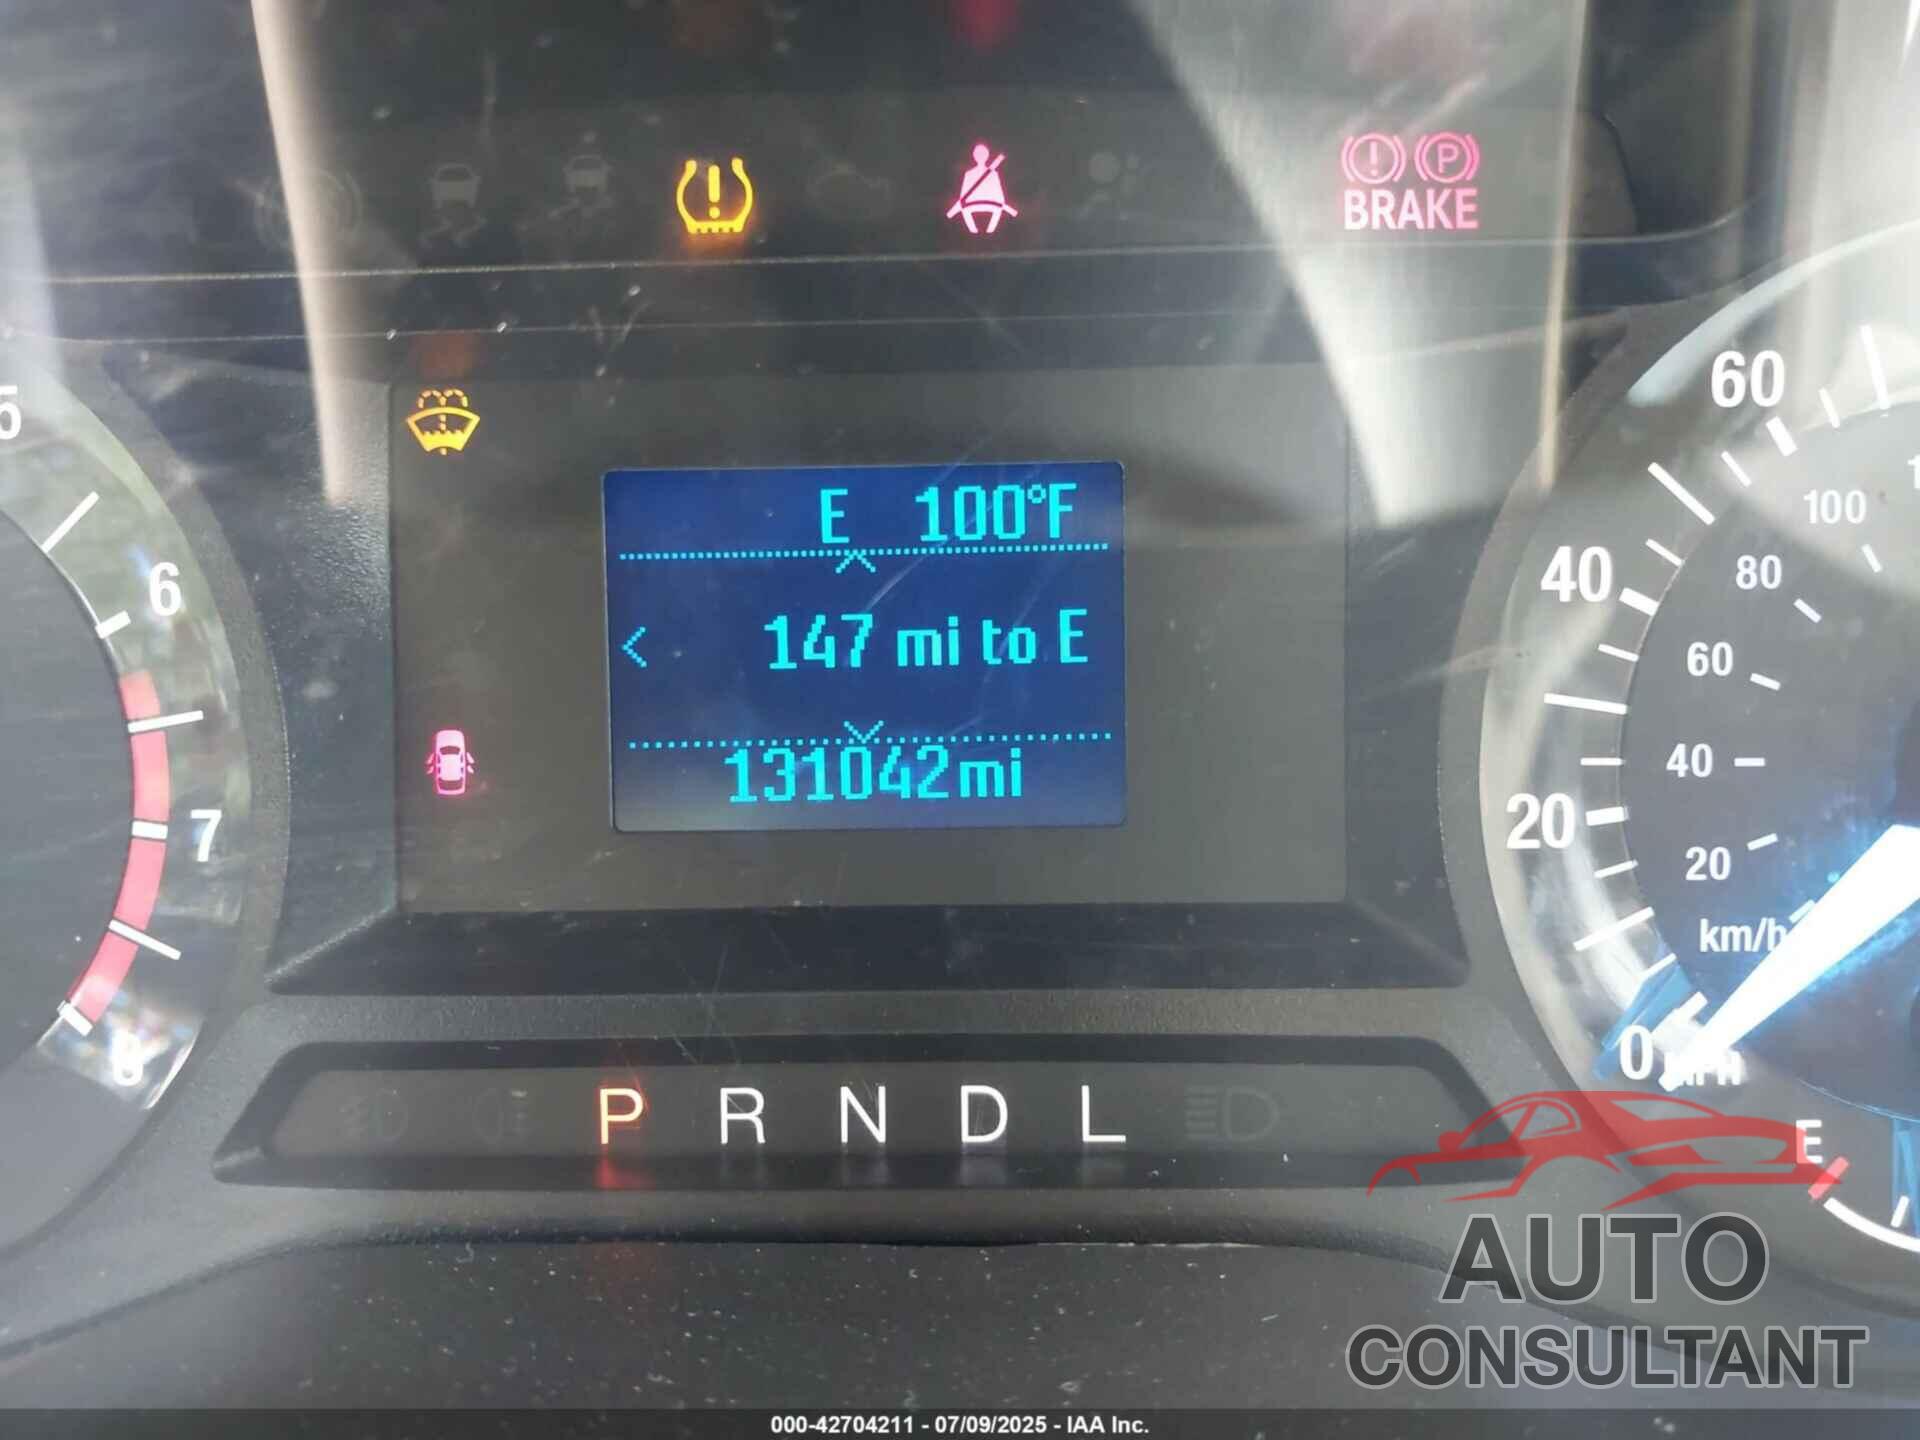 BRAKE
E 100°F
147 mi to E
131042mi
5
6
7
8
60
40
20
0
100
80
60
40
20
km/h
mph
P R N D L
E
AUTO
CONSULTANT
000-42704211 - 07/09/2025 - IAA Inc.